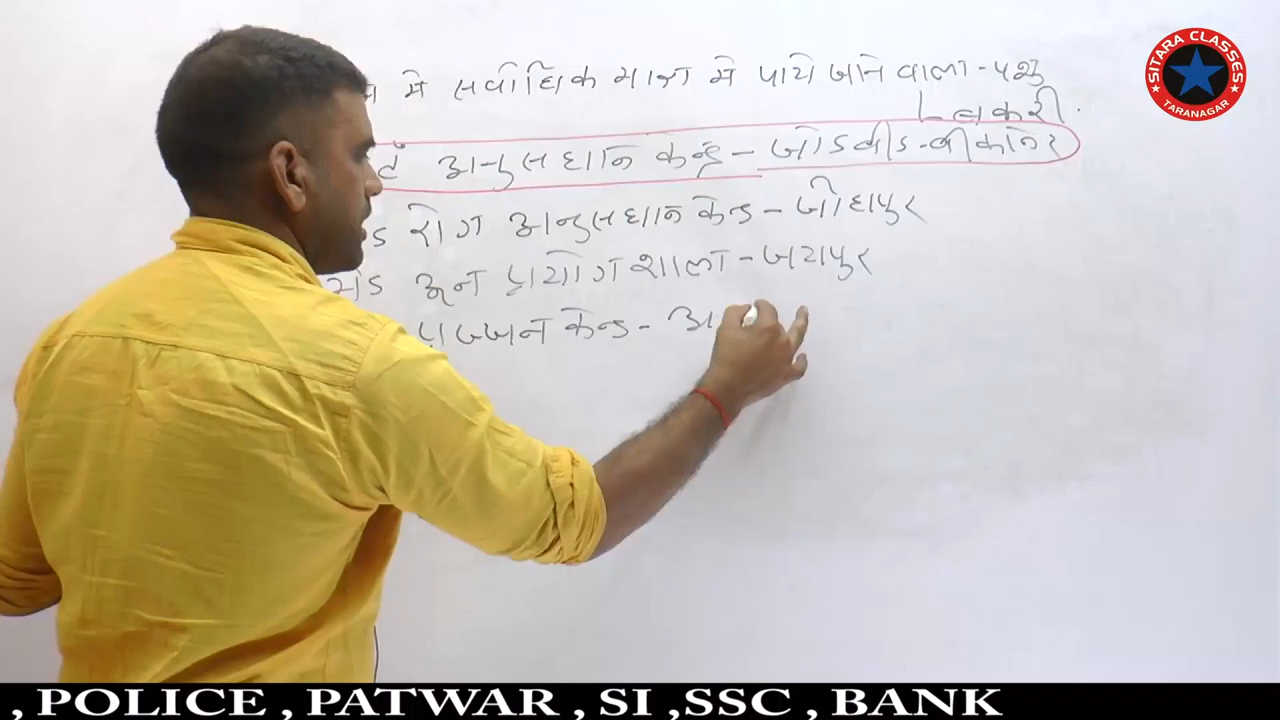 में सर्वाधिक मात्रा में पाये जाने वाला - पशु
बकरी
अनुसंधान केन्द्र - जोडबीड - बीकानेर
रोग अनुसंधान केन्द्र - जोधपुर
ऊन प्रयोगशाला - जयपुर
प्रजनन केन्द्र -
SITARA CLASSES
TARANAGAR
, POLICE , PATWAR , SI ,SSC , BANK